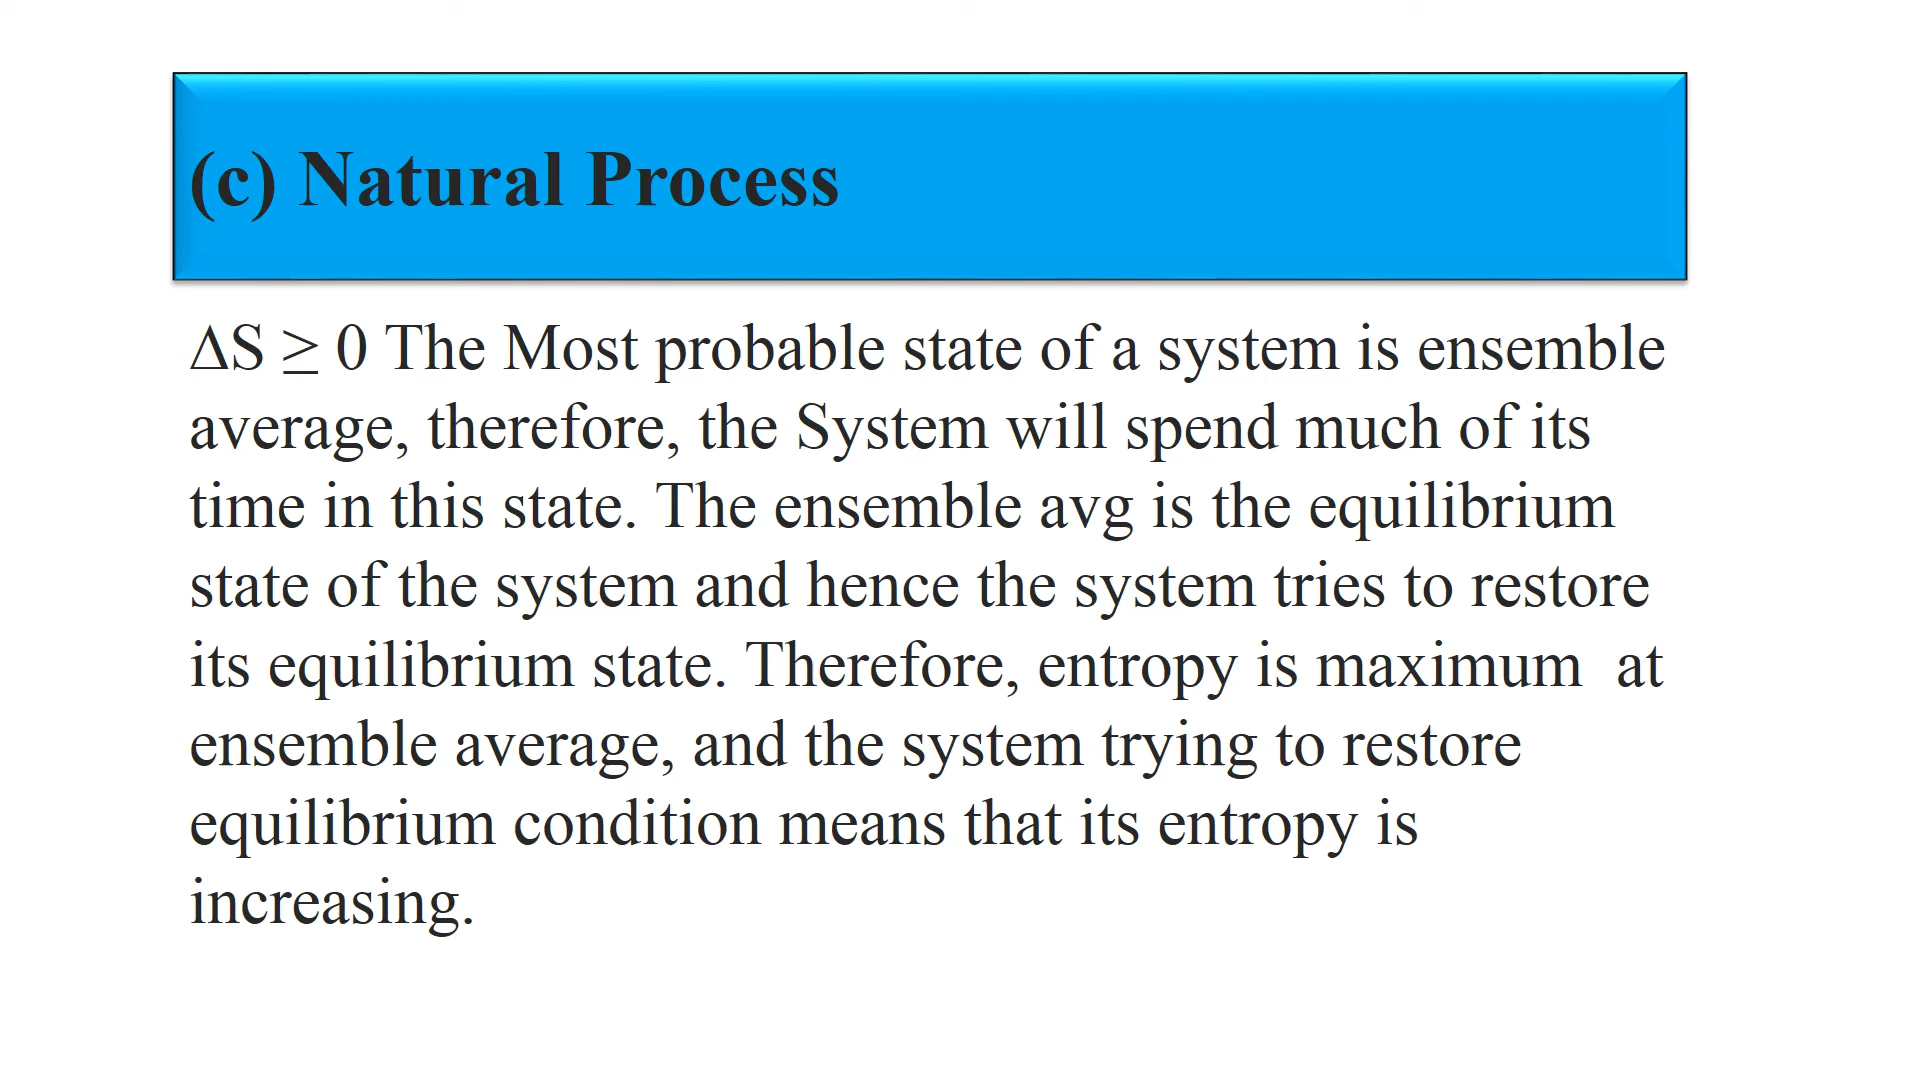 (c) Natural Process
ΔS ≥ 0 The Most probable state of a system is ensemble
average, therefore, the System will spend much of its
time in this state. The ensemble avg is the equilibrium
state of the system and hence the system tries to restore
its equilibrium state. Therefore, entropy is maximum  at
ensemble average, and the system trying to restore
equilibrium condition means that its entropy is
increasing.